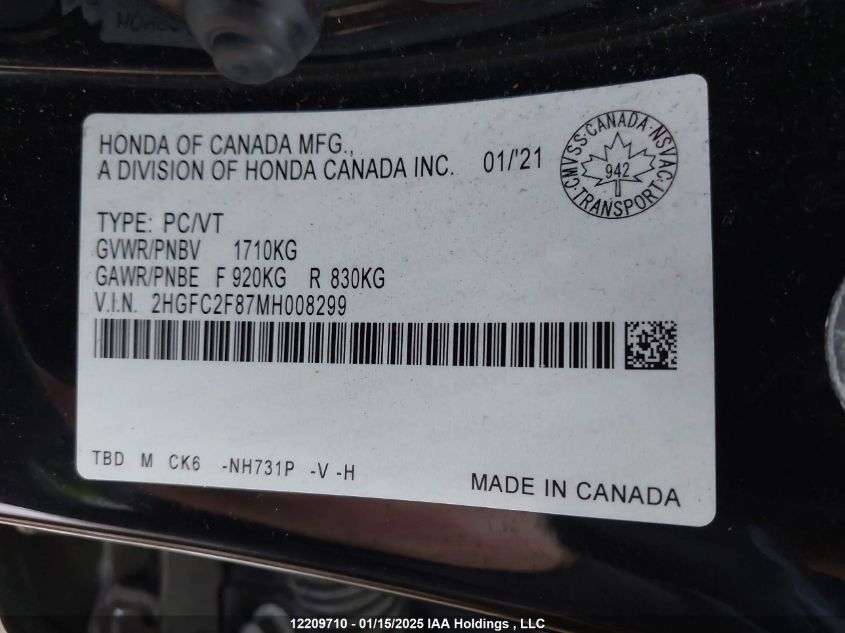 HONDA OF CANADA MFG.,
A DIVISION OF HONDA CANADA INC. 01/'21
CMVSS·CANADA·NSVAC·TRANSPORT
942
TYPE: PC/VT
GVWR/PNBV 1710KG
GAWR/PNBE F 920KG R 830KG
V.I.N. 2HGFC2F87MH008299
TBD M CK6 -NH731P -V -H
MADE IN CANADA
12209710 - 01/15/2025 IAA Holdings , LLC